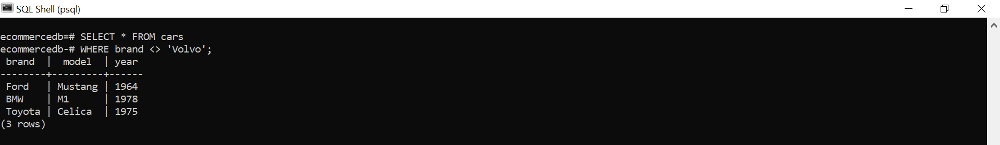 SQL Shell (psql)
ecommercedb=# SELECT * FROM cars
ecommercedb-# WHERE brand <> 'Volvo';
 brand  |  model  | year
--------+---------+------
 Ford   | Mustang | 1964
 BMW    | M1      | 1978
 Toyota | Celica  | 1975
(3 rows)